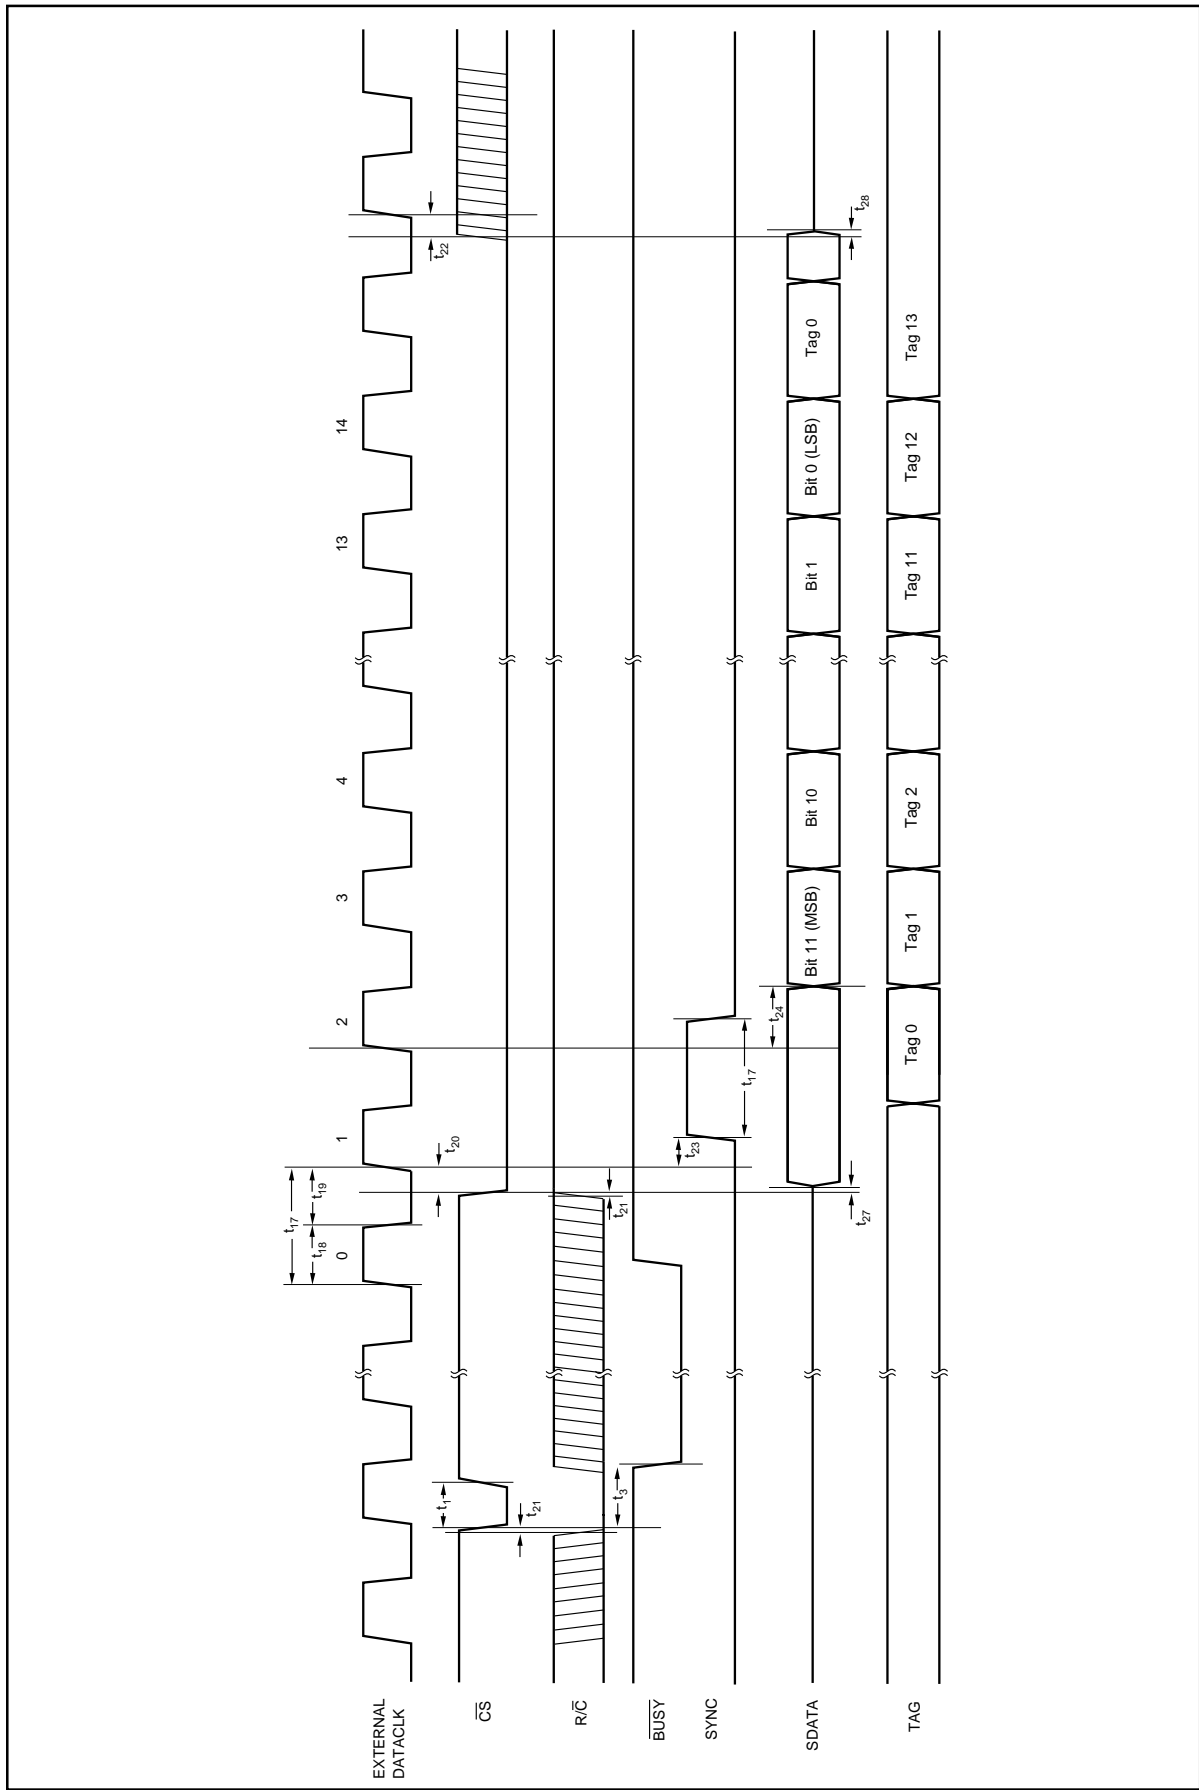 EXTERNAL
DATACLK
0
1
2
3
4
13
14
t17
t18
t19
t20
t22
CS
t1
t21
R/C
t3
t21
BUSY
SYNC
t23
t17
SDATA
t27
t24
Bit 11 (MSB)
Bit 10
Bit 1
Bit 0 (LSB)
Tag 0
t28
TAG
Tag 0
Tag 1
Tag 2
Tag 11
Tag 12
Tag 13